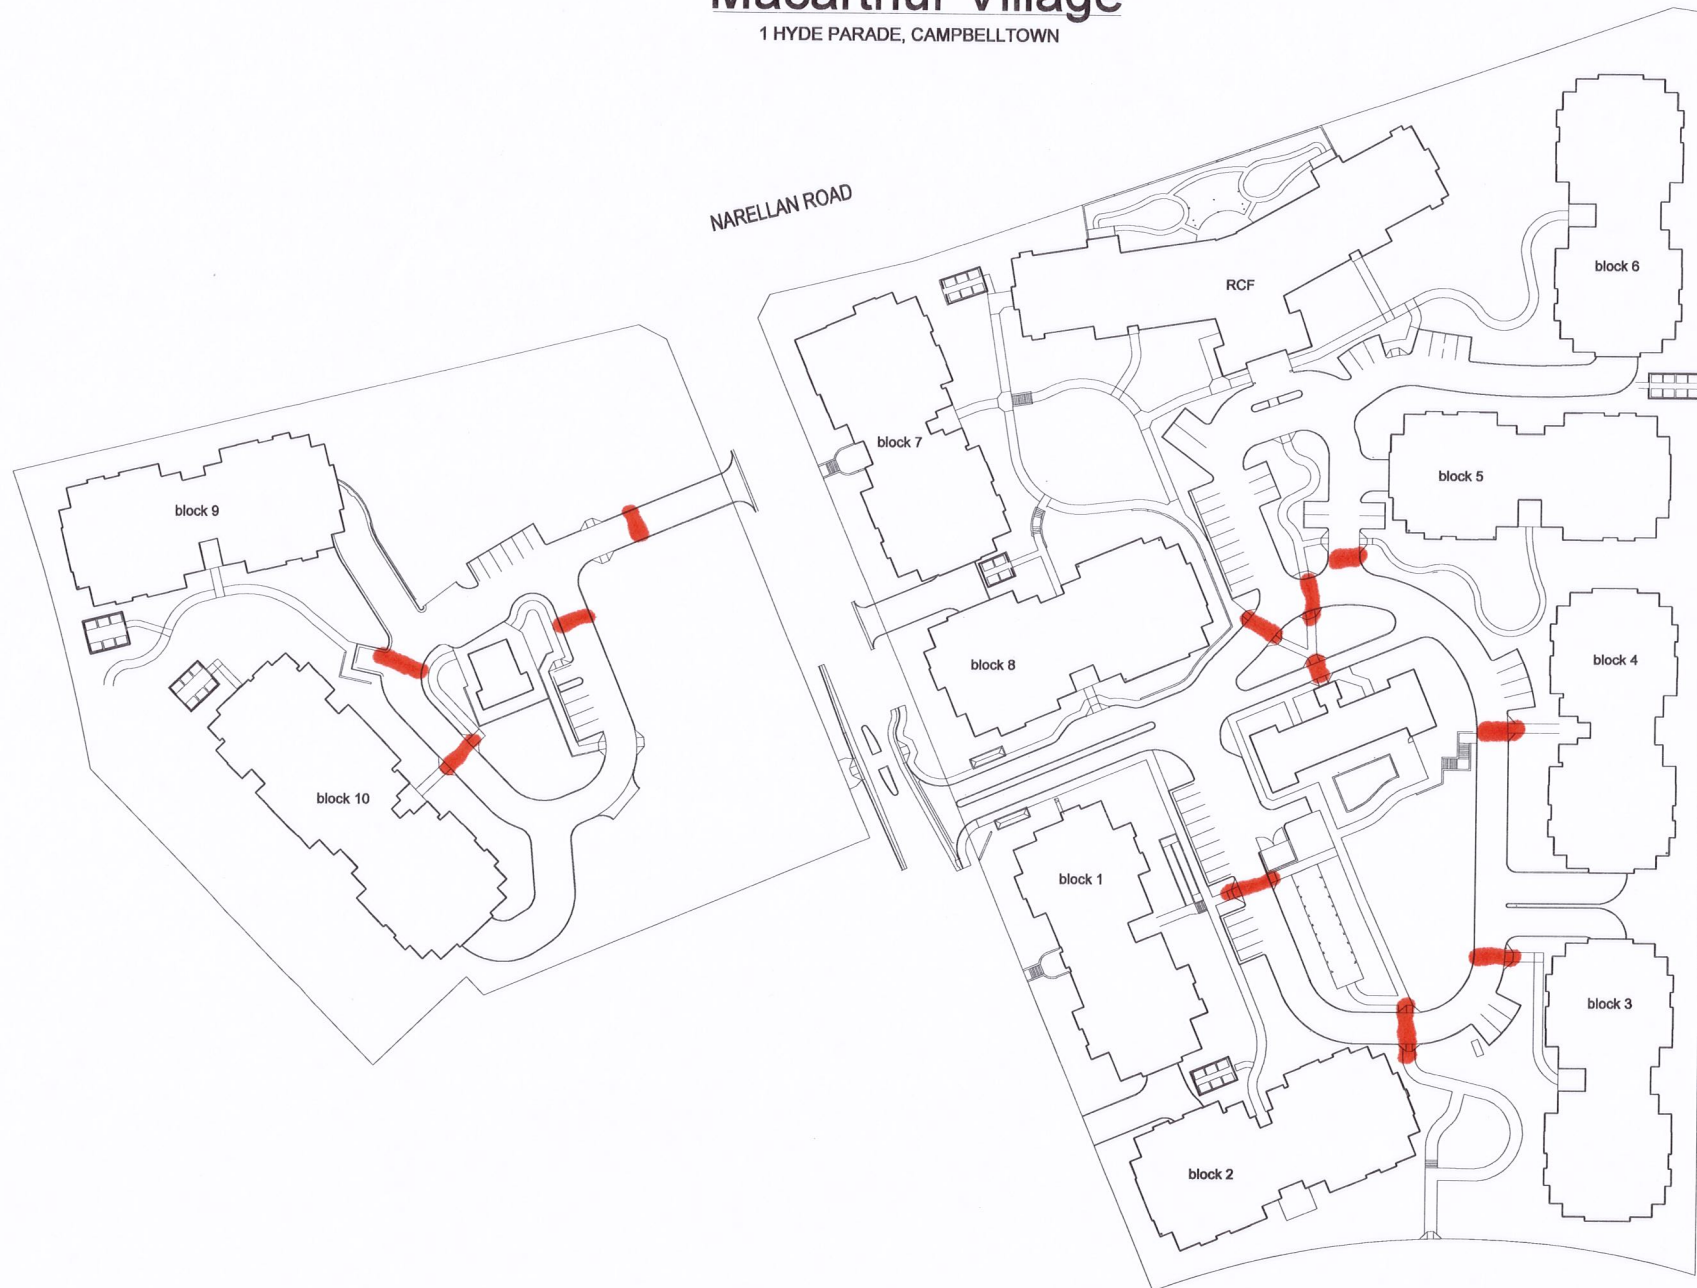 Macarthur Village
1 HYDE PARADE, CAMPBELLTOWN
NARELLAN ROAD
block 6
RCF
block 7
block 5
block 9
block 8
block 4
block 10
block 1
block 3
block 2